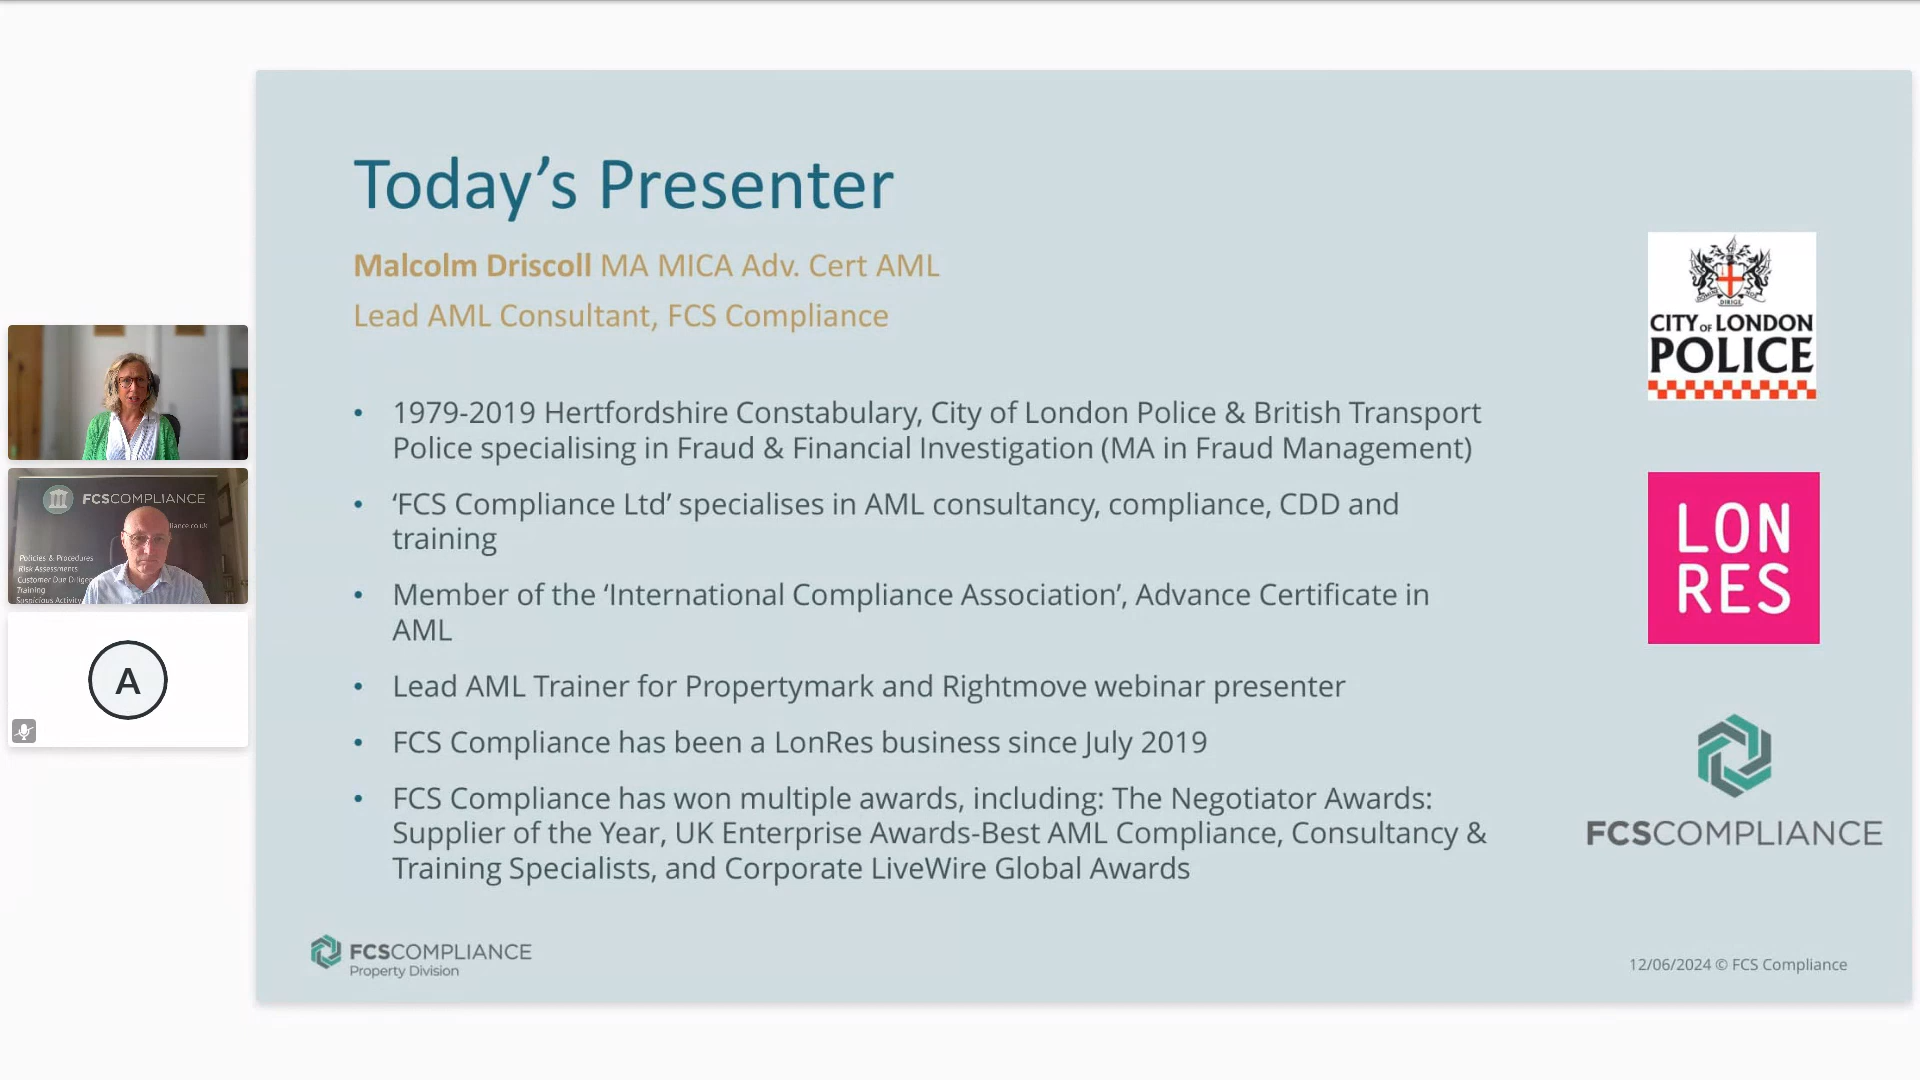 Today’s Presenter
Malcolm Driscoll MA MICA Adv. Cert AML
Lead AML Consultant, FCS Compliance
• 1979-2019 Hertfordshire Constabulary, City of London Police & British Transport
Police specialising in Fraud & Financial Investigation (MA in Fraud Management)
• ‘FCS Compliance Ltd’ specialises in AML consultancy, compliance, CDD and
training
• Member of the ‘International Compliance Association’, Advance Certificate in
AML
• Lead AML Trainer for Propertymark and Rightmove webinar presenter
• FCS Compliance has been a LonRes business since July 2019
• FCS Compliance has won multiple awards, including: The Negotiator Awards:
Supplier of the Year, UK Enterprise Awards-Best AML Compliance, Consultancy &
Training Specialists, and Corporate LiveWire Global Awards
CITY OF LONDON
POLICE
LON
RES
FCSCOMPLIANCE
FCSCOMPLIANCE
Property Division
12/06/2024 © FCS Compliance
FCSCOMPLIANCE
liance.co.uk
Policies & Procedures
Risk Assessments
Customer Due Dilige
Training
Suspicious Activity
A